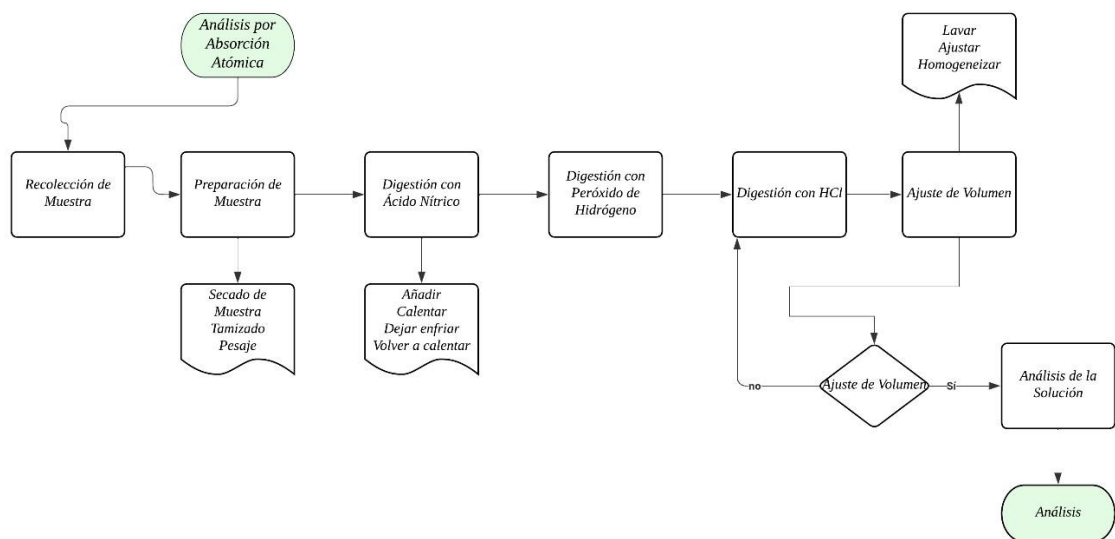 Análisis por
Absorción
Atómica
Lavar
Ajustar
Homogeneizar
Recolección de
Muestra
Preparación de
Muestra
Digestión con
Ácido Nítrico
Digestión con
Peróxido de
Hidrógeno
Digestión con HCl
Ajuste de Volumen
Secado de
Muestra
Tamizado
Pesaje
Añadir
Calentar
Dejar enfriar
Volver a calentar
no
Ajuste de Volumen
Sí
Análisis de la
Solución
Análisis